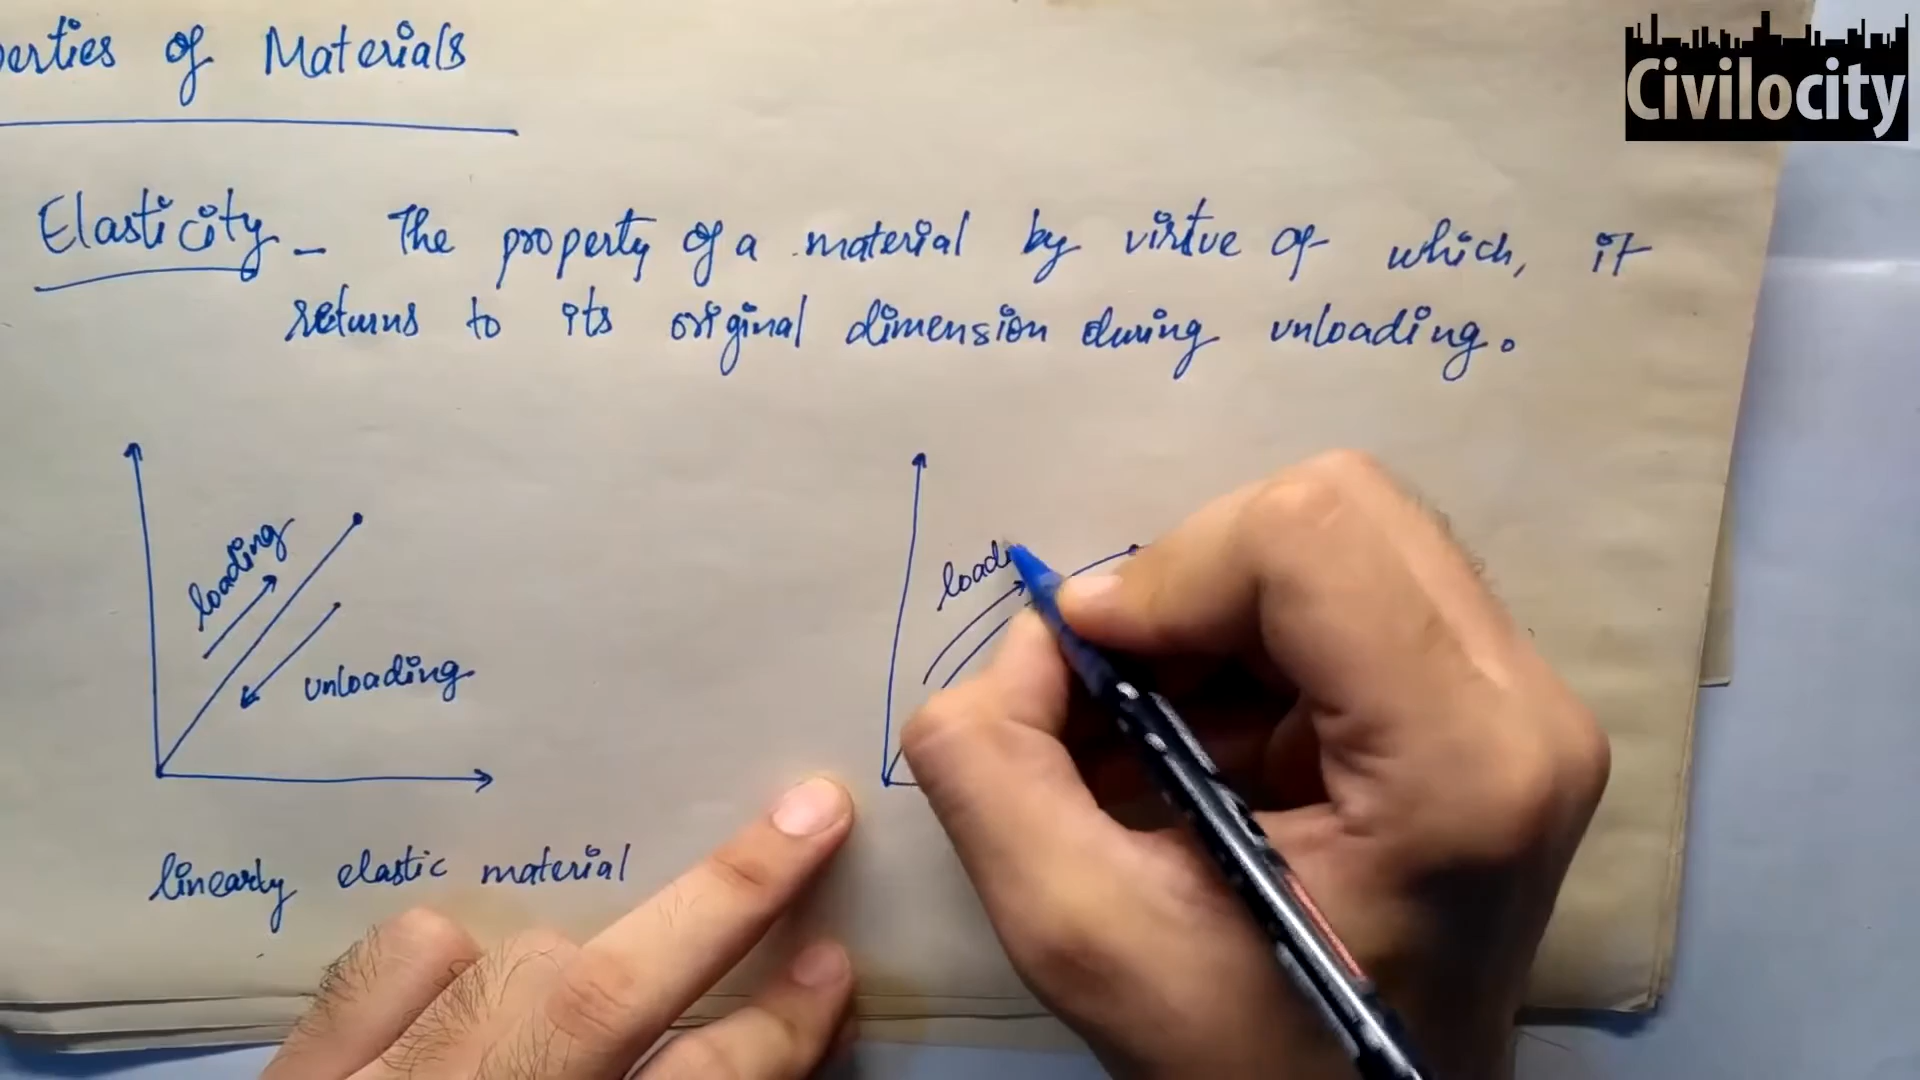 erties of Materials
Civilocity
Elasticity - The property of a material by virtue of which, it
returns to its original dimension during unloading.
loading
unloading
loadi
linearly elastic material